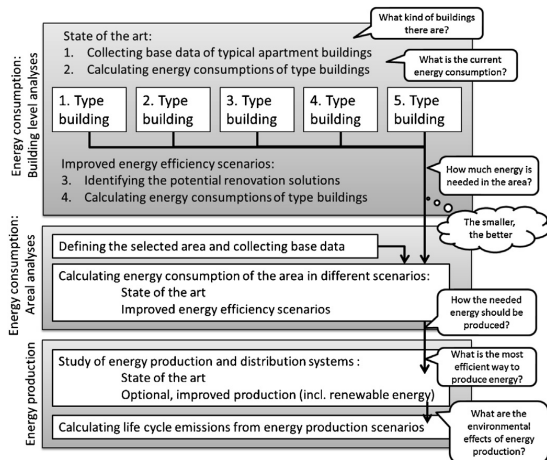 What kind of buildings
there are?
State of the art:
1. Collecting base data of typical apartment buildings
2. Calculating energy consumptions of type buildings
What is the current
energy consumption?
Energy consumption:
Building level analyses
1. Type
building
2. Type
building
3. Type
building
4. Type
building
5. Type
building
Improved energy efficiency scenarios:
3. Identifying the potential renovation solutions
4. Calculating energy consumptions of type buildings
How much energy is
needed in the area?
The smaller,
the better
Energy consumption:
Areal analyses
Defining the selected area and collecting base data
Calculating energy consumption of the area in different scenarios:
State of the art
Improved energy efficiency scenarios
How the needed
energy should be
produced?
Energy production
Study of energy production and distribution systems :
State of the art
Optional, improved production (incl. renewable energy)
What is the most
efficient way to
produce energy?
Calculating life cycle emissions from energy production scenarios
What are the
environmental
effects of energy
production?